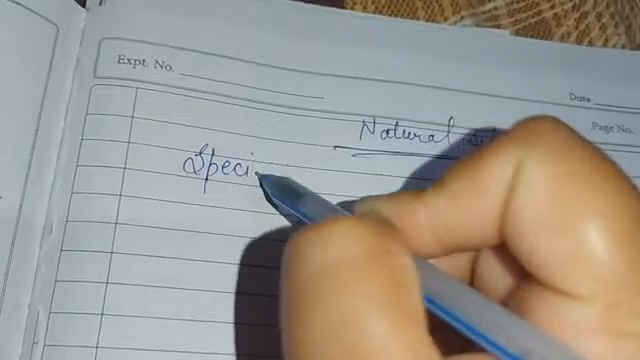 Expt. No.
Date
Page No.
Natural
Speci